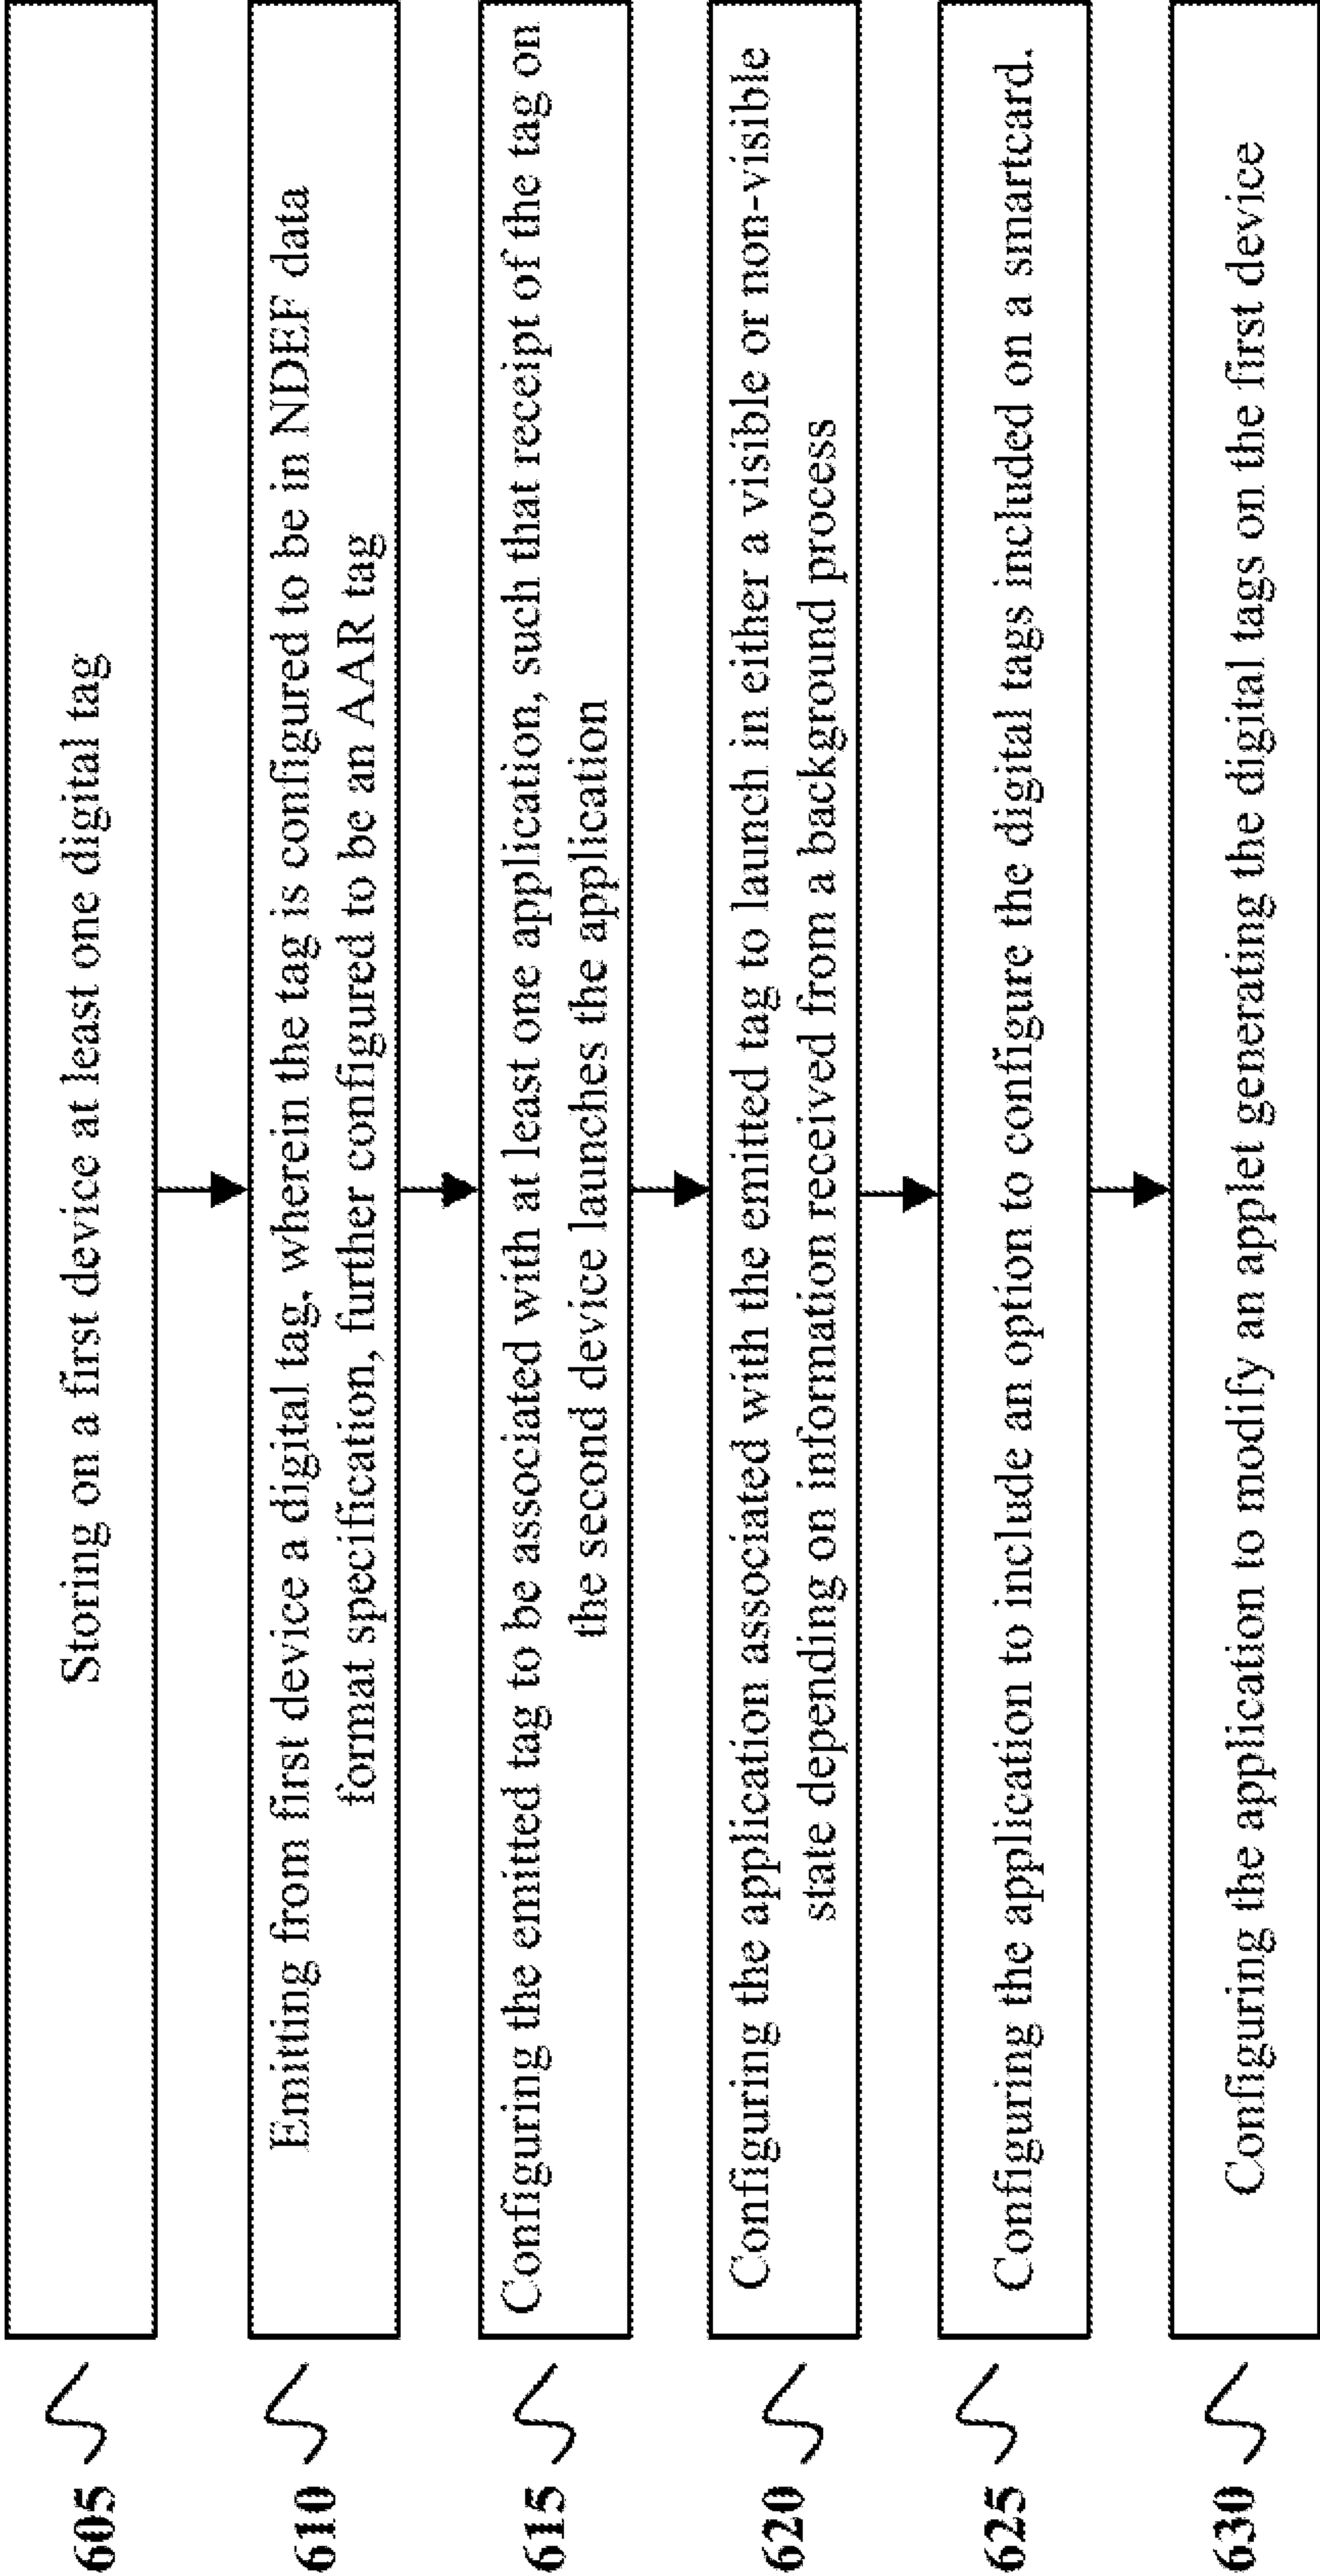 605
Storing on a first device at least one digital tag
610
Emitting from first device a digital tag, wherein the tag is configured to be in NDEF data
format specification, further configured to be an AAR tag
615
Configuring the emitted tag to be associated with at least one application, such that receipt of the tag on
the second device launches the application
620
Configuring the application associated with the emitted tag to launch in either a visible or non-visible
state depending on information received from a background process
625
Configuring the application to include an option to configure the digital tags included on a smartcard.
630
Configuring the application to modify an applet generating the digital tags on the first device